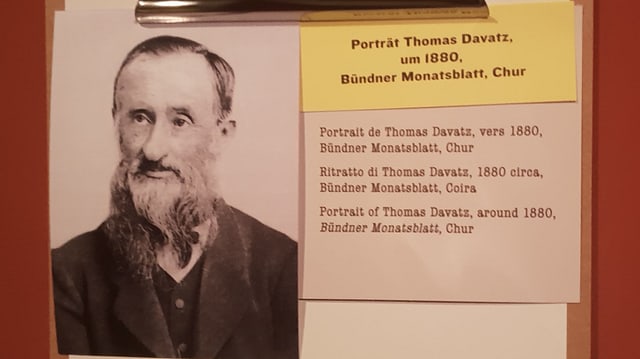 Porträt Thomas Davatz,
um 1880,
Bündner Monatsblatt, Chur
Portrait de Thomas Davatz, vers 1880,
Bündner Monatsblatt, Chur
Ritratto di Thomas Davatz, 1880 circa,
Bündner Monatsblatt, Coira
Portrait of Thomas Davatz, around 1880,
Bündner Monatsblatt, Chur